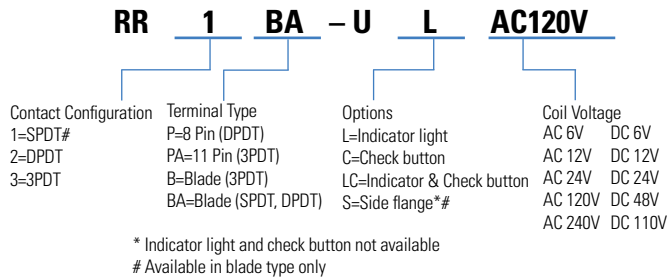 RR 1 BA – U L AC120V
Contact Configuration
1=SPDT#
2=DPDT
3=3PDT
Terminal Type
P=8 Pin (DPDT)
PA=11 Pin (3PDT)
B=Blade (3PDT)
BA=Blade (SPDT, DPDT)
Options
L=Indicator light
C=Check button
LC=Indicator & Check button
S=Side flange*#
Coil Voltage
AC 6V DC 6V
AC 12V DC 12V
AC 24V DC 24V
AC 120V DC 48V
AC 240V DC 110V
* Indicator light and check button not available
# Available in blade type only